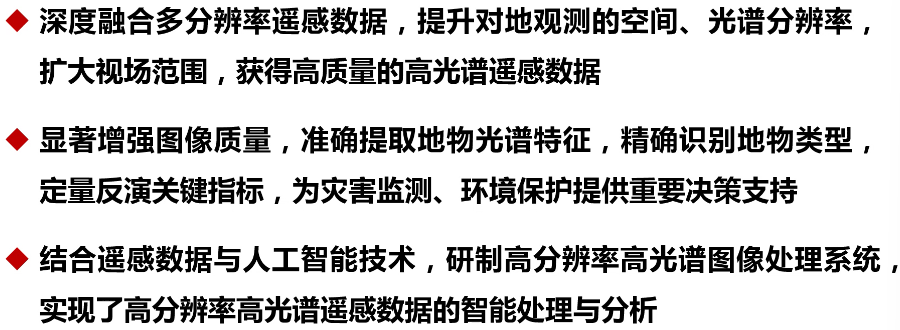 深度融合多分辨率遥感数据，提升对地观测的空间、光谱分辨率，
扩大视场范围，获得高质量的高光谱遥感数据
显著增强图像质量，准确提取地物光谱特征，精确识别地物类型，
定量反演关键指标，为灾害监测、环境保护提供重要决策支持
结合遥感数据与人工智能技术，研制高分辨率高光谱图像处理系统，
实现了高分辨率高光谱遥感数据的智能处理与分析